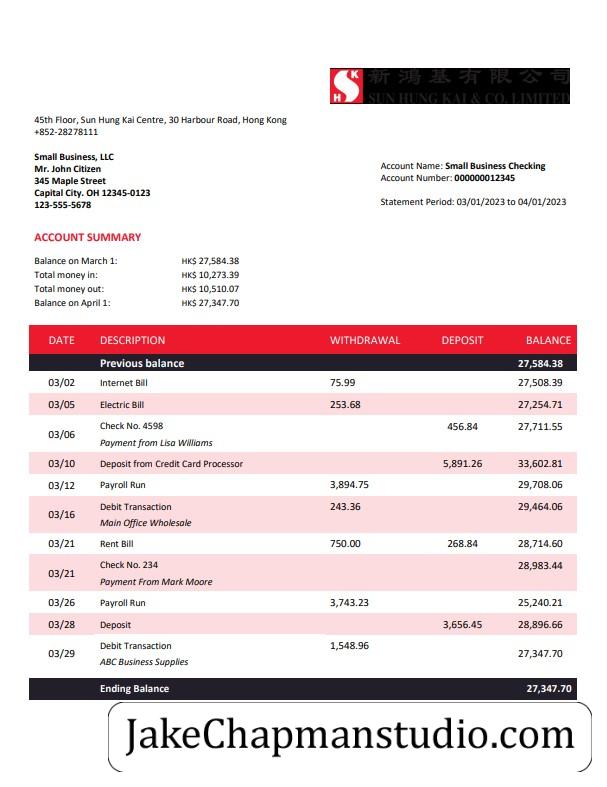 新鴻基有限公司
SUN HUNG KAI & CO. LIMITED
45th Floor, Sun Hung Kai Centre, 30 Harbour Road, Hong Kong
+852-28278111
Small Business, LLC
Mr. John Citizen
345 Maple Street
Capital City. OH 12345-0123
123-555-5678
Account Name: Small Business Checking
Account Number: 000000012345
Statement Period: 03/01/2023 to 04/01/2023
ACCOUNT SUMMARY
Balance on March 1: HK$ 27,584.38
Total money in: HK$ 10,273.39
Total money out: HK$ 10,510.07
Balance on April 1: HK$ 27,347.70
DATE DESCRIPTION WITHDRAWAL DEPOSIT BALANCE
Previous balance 27,584.38
03/02 Internet Bill 75.99 27,508.39
03/05 Electric Bill 253.68 27,254.71
03/06 Check No. 4598 456.84 27,711.55
Payment from Lisa Williams
03/10 Deposit from Credit Card Processor 5,891.26 33,602.81
03/12 Payroll Run 3,894.75 29,708.06
03/16 Debit Transaction 243.36 29,464.06
Main Office Wholesale
03/21 Rent Bill 750.00 268.84 28,714.60
03/21 Check No. 234 28,983.44
Payment From Mark Moore
03/26 Payroll Run 3,743.23 25,240.21
03/28 Deposit 3,656.45 28,896.66
03/29 Debit Transaction 1,548.96 27,347.70
ABC Business Supplies
Ending Balance 27,347.70
JakeChapmanstudio.com